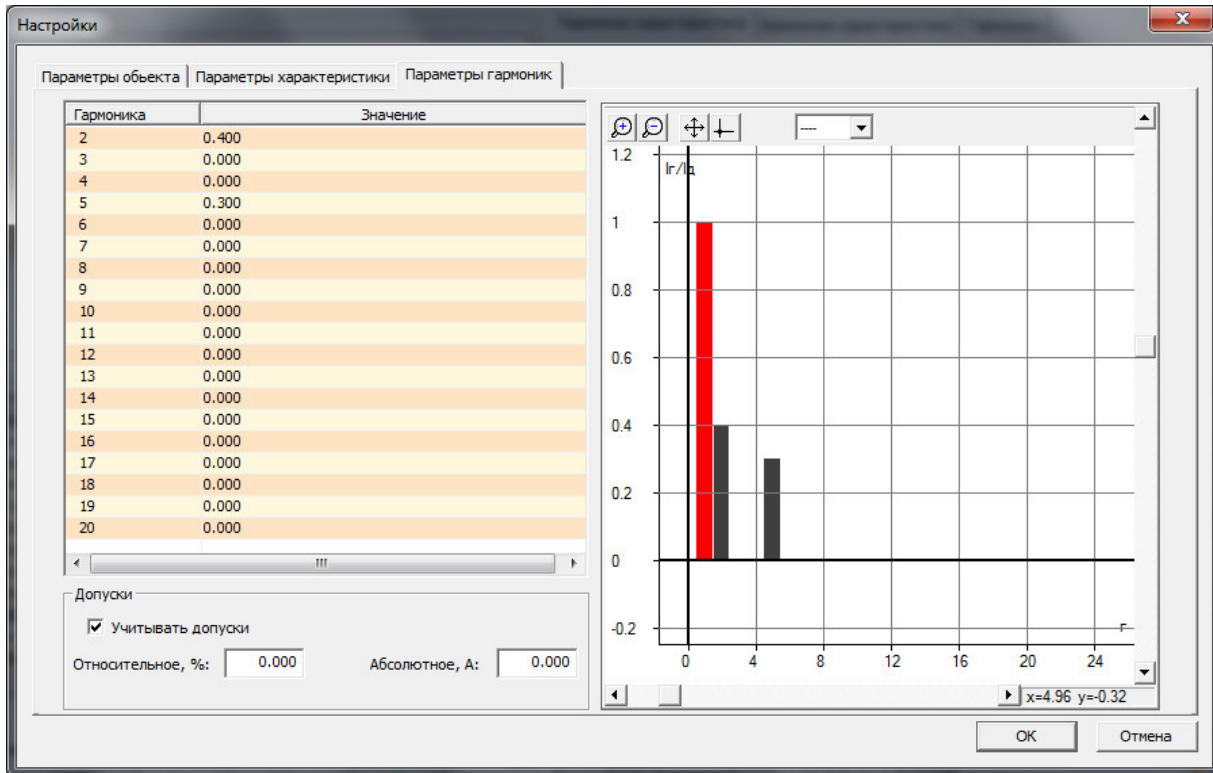 Настройки
Параметры обьекта Параметры характеристики Параметры гармоник
Гармоника Значение
2 0.400
3 0.000
4 0.000
5 0.300
6 0.000
7 0.000
8 0.000
9 0.000
10 0.000
11 0.000
12 0.000
13 0.000
14 0.000
15 0.000
16 0.000
17 0.000
18 0.000
19 0.000
20 0.000
Допуски
Учитывать допуски
Относительное, %: 0.000 Абсолютное, А: 0.000
----
Iг/Iд
1.2
1
0.8
0.6
0.4
0.2
0
-0.2
г
0 4 8 12 16 20 24
x=4.96 y=-0.32
OK Отмена